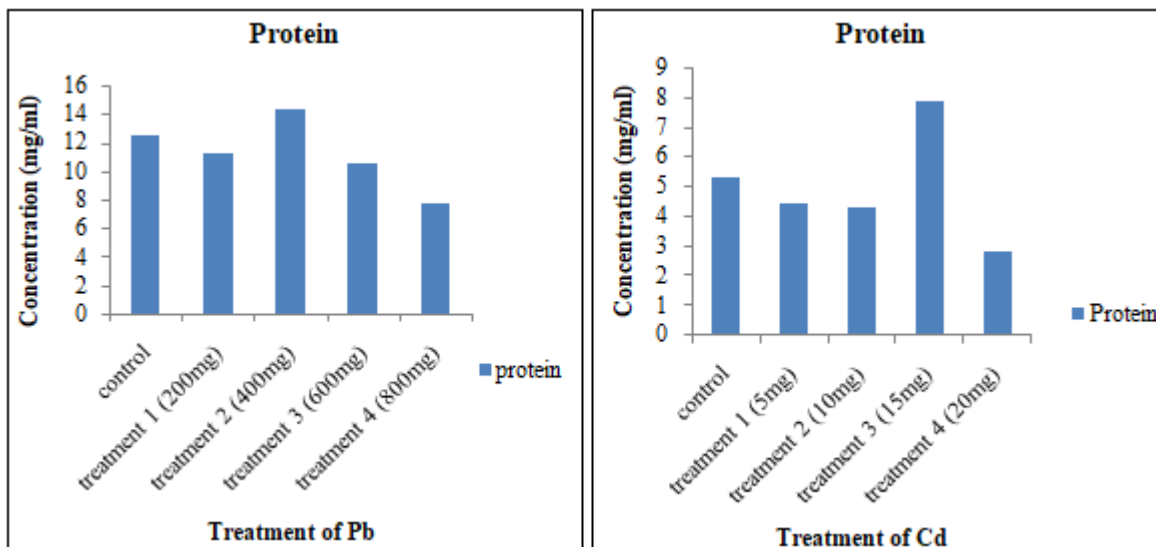 Protein
Concentration (mg/ml)
16
14
12
10
8
6
4
2
0
control
treatment 1 (200mg)
treatment 2 (400mg)
treatment 3 (600mg)
treatment 4 (800mg)
protein
Treatment of Pb
Protein
Concentration (mg/ml)
9
8
7
6
5
4
3
2
1
0
control
treatment 1 (5mg)
treatment 2 (10mg)
treatment 3 (15mg)
treatment 4 (20mg)
Protein
Treatment of Cd